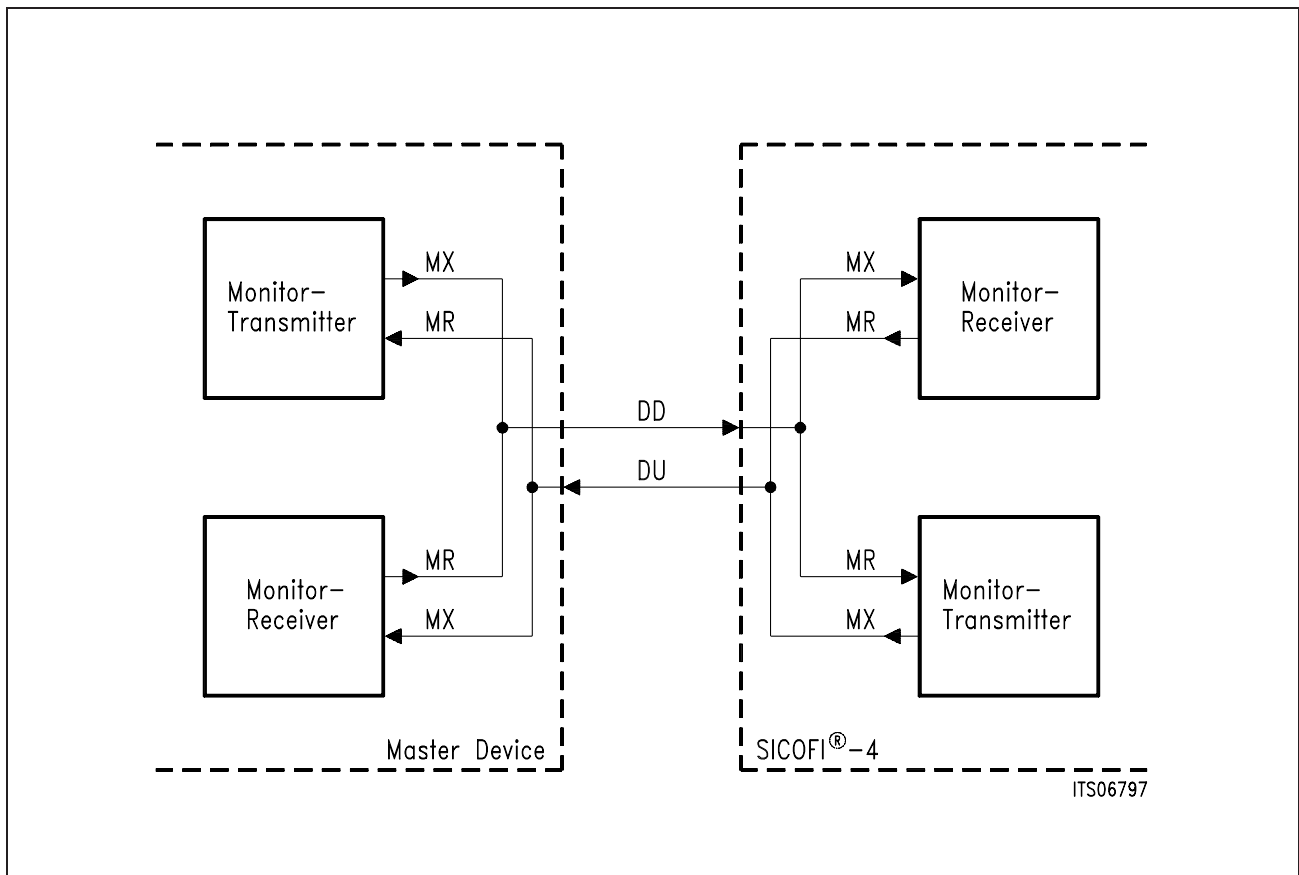 MX
Monitor-
Transmitter
MR
MX
Monitor-
Receiver
MR
DD
DU
MR
Monitor-
Receiver
MX
MR
Monitor-
Transmitter
MX
Master Device
SICOFI®-4
ITS06797